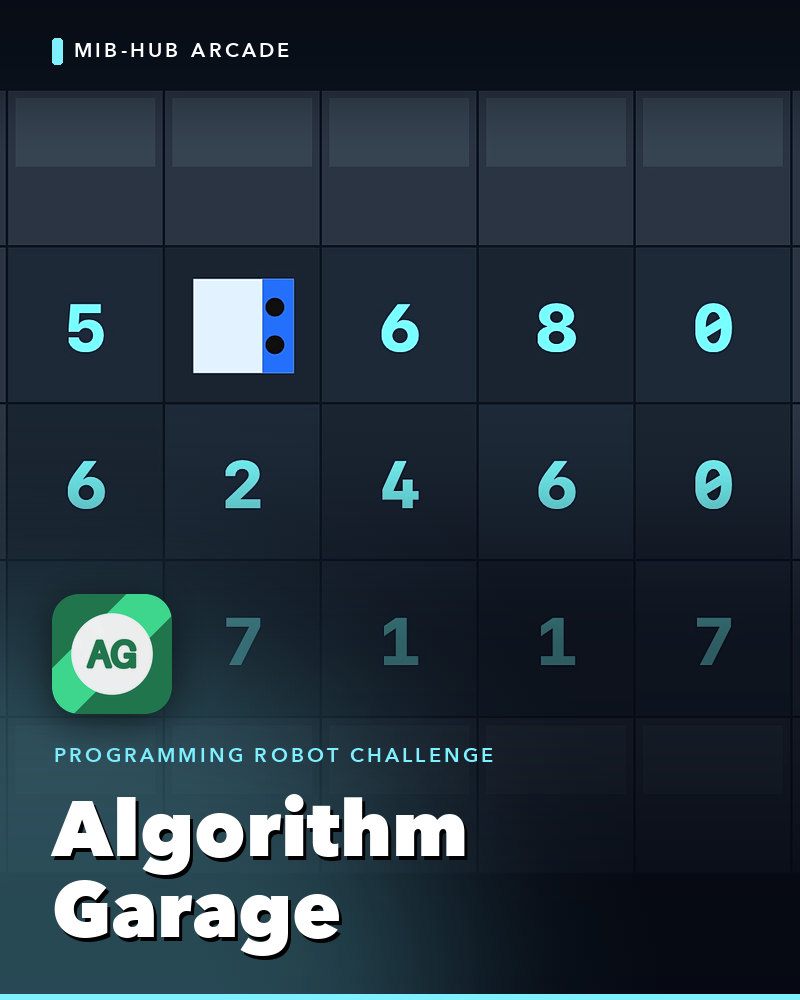 MIB-HUB ARCADE
5 6 8 0
6 2 4 6 0
7 1 1 7
AG
PROGRAMMING ROBOT CHALLENGE
Algorithm
Garage